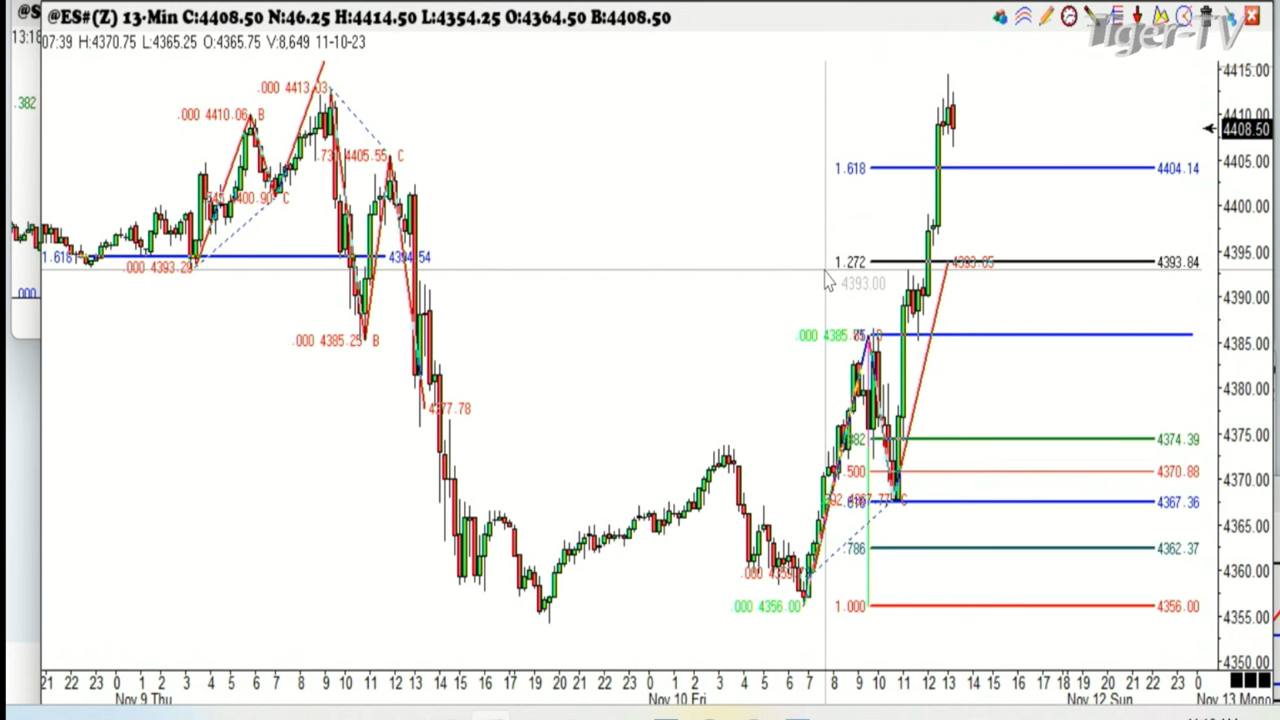 @S @ES#(Z) 13-Min C:4408.50 N:46.25 H:4414.50 L:4354.25 O:4364.50 B:4408.50
Tiger-TV
13:18 07:39 H:4370.75 L:4365.25 O:4365.75 V:8,649 11-10-23
4415.00
.000 4413.03
.382
.000 4410.06 B
4410.00
4408.50
.73 4405.55 C
4405.00
1.618 4404.14
4400.90 C
4400.00
4395.00
1.618 4394.54
1.272 4393.84
4393.05
.000 4393.29
4393.00
.000
4390.00
.000 4385.25 B
.000 4385.75 B
4385.00
4380.00
4377.78
4375.00
.382 4374.39
.500 4370.88
4370.00
4367.77 C
.618 4367.36
4365.00
.786 4362.37
4360.00
.000 4356.00
1.000 4356.00
4355.00
4350.00
21 22 23 0 1 2 3 4 5 6 7 8 9 10 11 12 13 14 15 16 17 18 19 20 21 22 23 0 1 2 3 4 5 6 7 8 9 10 11 12 13 14 15 16 17 18 19 20 21 22 23 0
Nov 9 Thu Nov 10 Fri Nov 12 Sun Nov 13 Mono